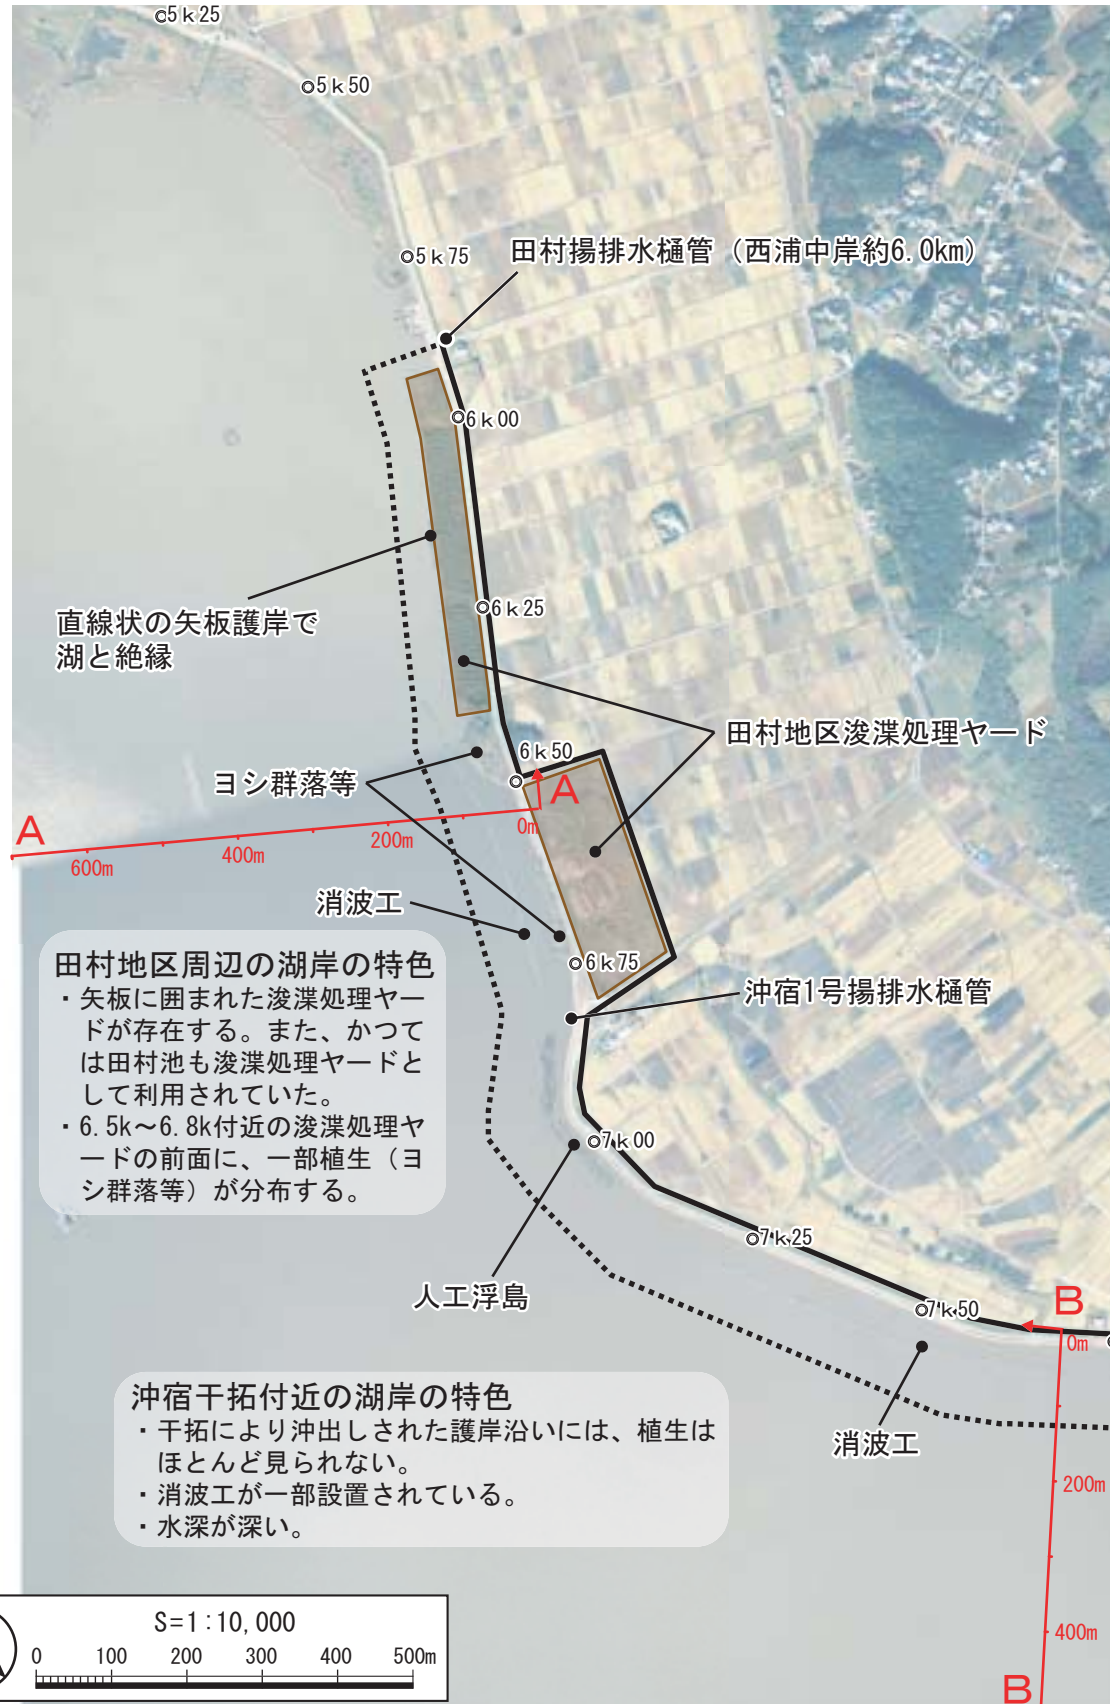 5k25
5k50
5k75
田村揚排水樋管（西浦中岸約6.0km）
6k00
6k25
直線状の矢板護岸で
湖と絶縁
田村地区浚渫処理ヤード
6k50
ヨシ群落等
A
A
0m
200m
400m
600m
消波工
田村地区周辺の湖岸の特色
・矢板に囲まれた浚渫処理ヤー
ドが存在する。また、かつて
は田村池も浚渫処理ヤードと
して利用されていた。
・6.5k～6.8k付近の浚渫処理ヤ
ードの前面に、一部植生（ヨ
シ群落等）が分布する。
6k75
沖宿1号揚排水樋管
7k00
7k25
人工浮島
7k50
B
0m
消波工
沖宿干拓付近の湖岸の特色
・干拓により沖出しされた護岸沿いには、植生は
ほとんど見られない。
・消波工が一部設置されている。
・水深が深い。
200m
400m
B
S=1:10,000
0 100 200 300 400 500m